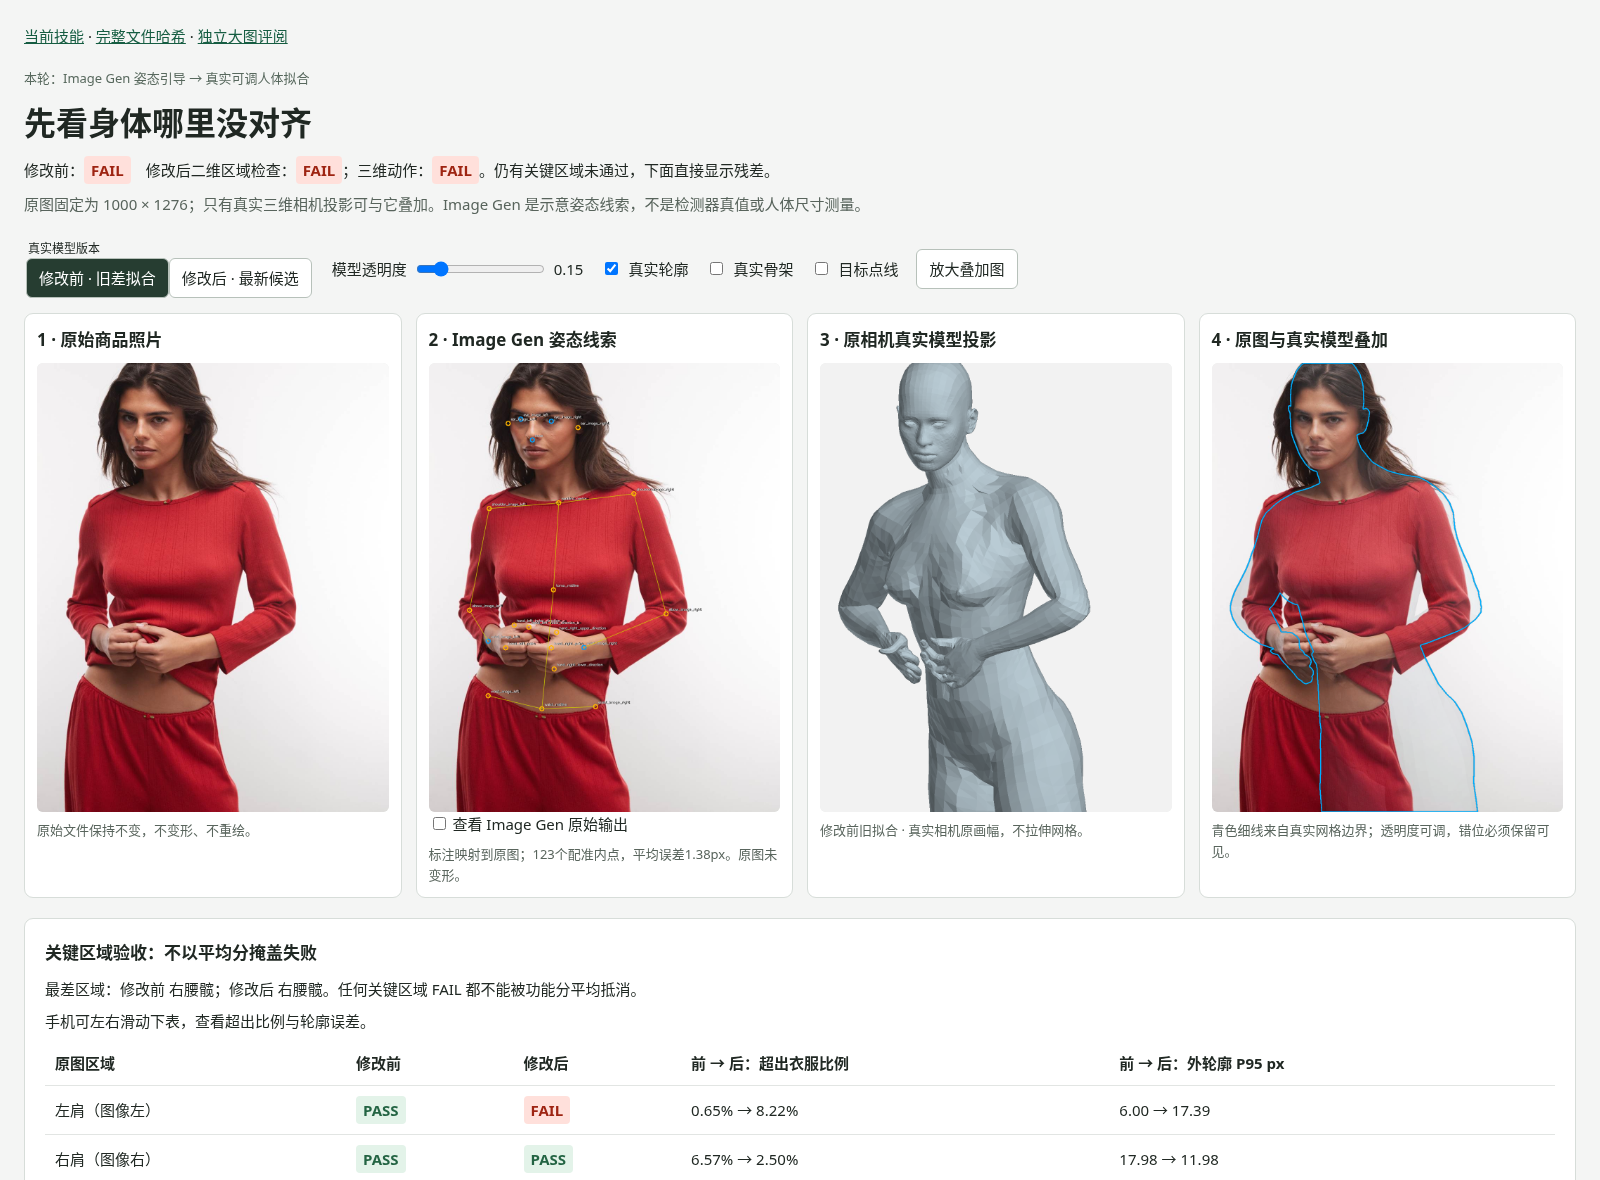 当前技能 · 完整文件哈希 · 独立大图评阅
本轮：Image Gen 姿态引导 → 真实可调人体拟合
先看身体哪里没对齐
修改前： FAIL 修改后二维区域检查： FAIL ；三维动作： FAIL 。仍有关键区域未通过，下面直接显示残差。
原图固定为 1000 × 1276；只有真实三维相机投影可与它叠加。Image Gen 是示意姿态线索，不是检测器真值或人体尺寸测量。
真实模型版本
修改前 · 旧差拟合 修改后 · 最新候选 模型透明度 0.15 真实轮廓 真实骨架 目标点线 放大叠加图
1 · 原始商品照片
原始文件保持不变，不变形、不重绘。
2 · Image Gen 姿态线索
查看 Image Gen 原始输出
标注映射到原图；123个配准内点，平均误差1.38px。原图未
变形。
3 · 原相机真实模型投影
修改前旧拟合 · 真实相机原画幅，不拉伸网格。
4 · 原图与真实模型叠加
青色细线来自真实网格边界；透明度可调，错位必须保留可
见。
关键区域验收：不以平均分掩盖失败
最差区域：修改前 右腰髋；修改后 右腰髋。任何关键区域 FAIL 都不能被功能分平均抵消。
手机可左右滑动下表，查看超出比例与轮廓误差。
原图区域 修改前 修改后 前 → 后：超出衣服比例 前 → 后：外轮廓 P95 px
左肩（图像左） PASS FAIL 0.65% → 8.22% 6.00 → 17.39
右肩（图像右） PASS PASS 6.57% → 2.50% 17.98 → 11.98